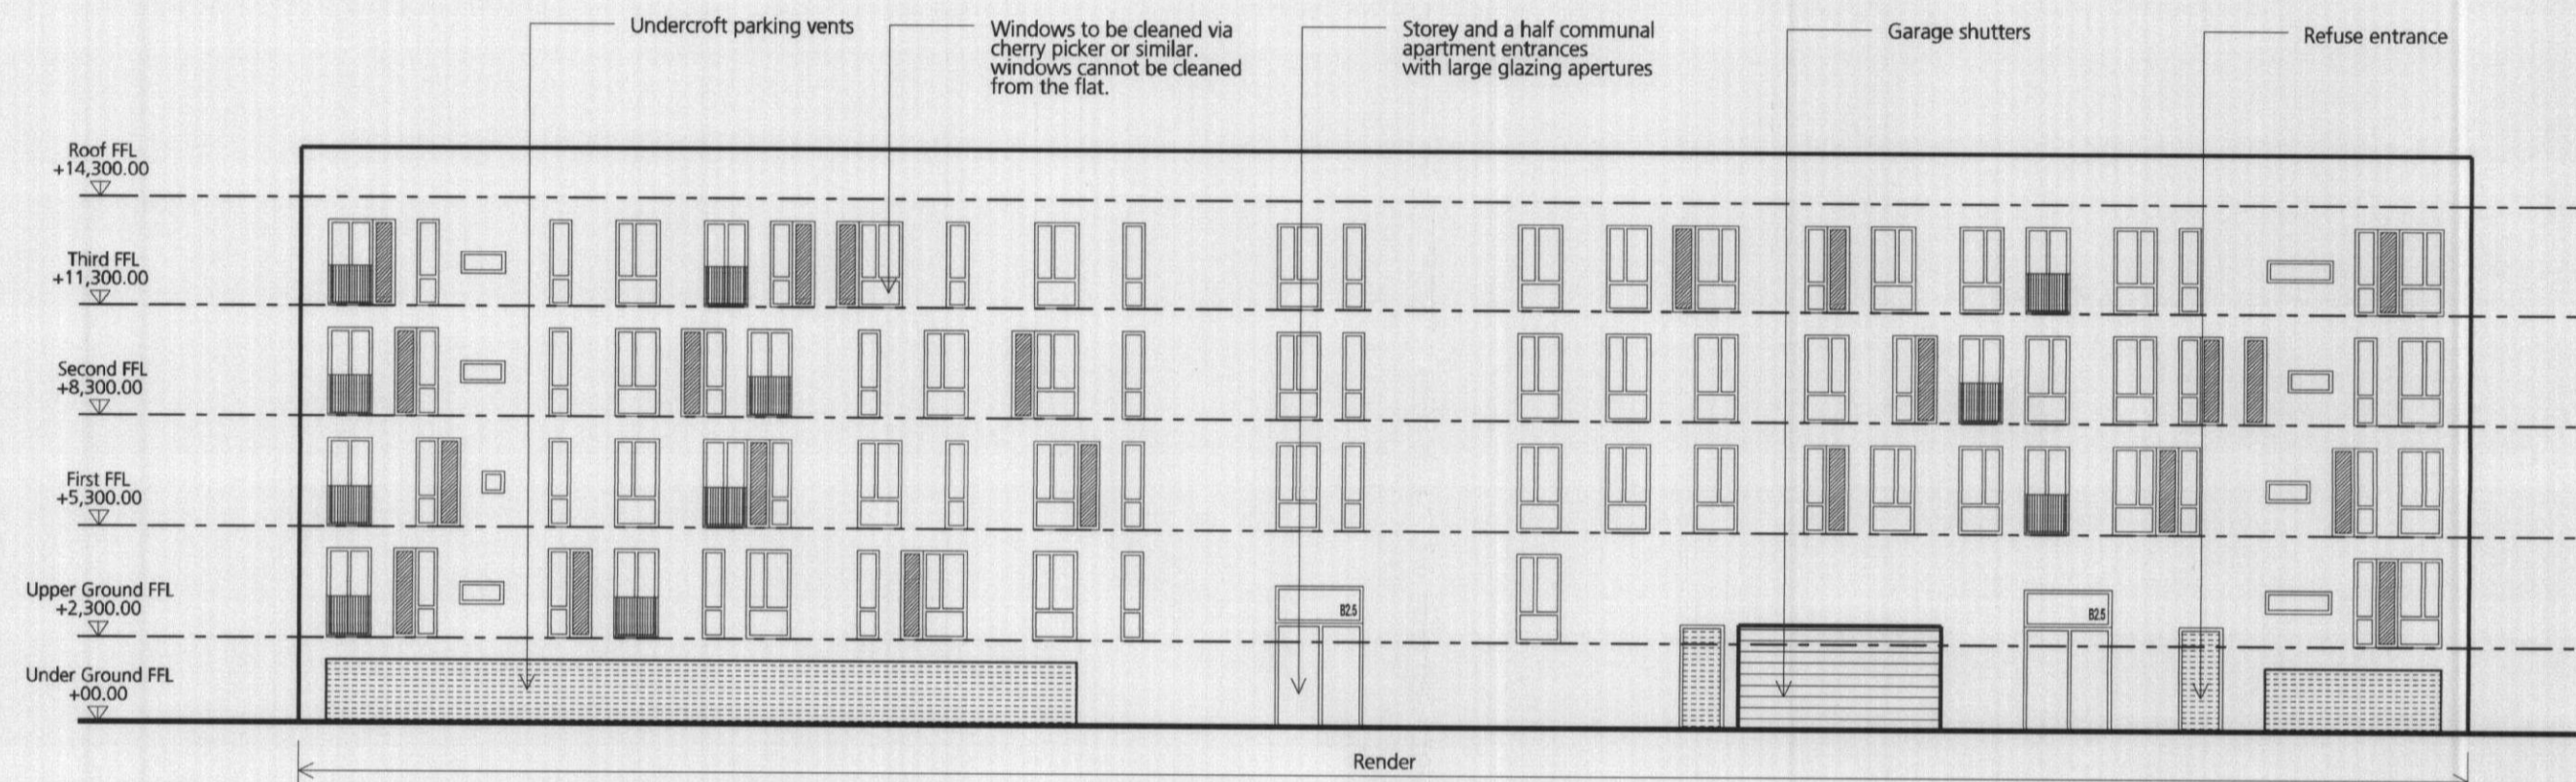 Undercroft parking vents
Windows to be cleaned via
cherry picker or similar.
windows cannot be cleaned
from the flat.
Storey and a half communal
apartment entrances
with large glazing apertures
Garage shutters
Refuse entrance
Roof FFL
+14,300.00
Third FFL
+11,300.00
Second FFL
+8,300.00
First FFL
+5,300.00
Upper Ground FFL
+2,300.00
B2.5
B2.5
Under Ground FFL
+00.00
Render